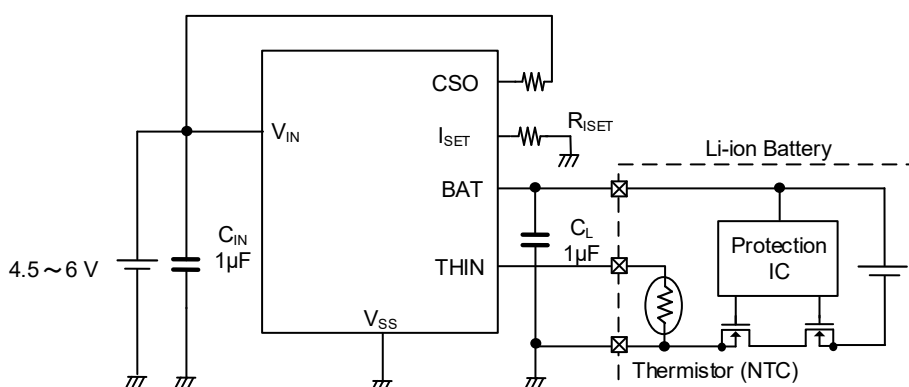 CSO
V_IN
I_SET
R_ISET
Li-ion Battery
BAT
C_IN
1μF
C_L
1μF
Protection
IC
4.5～6 V
THIN
V_SS
Thermistor (NTC)